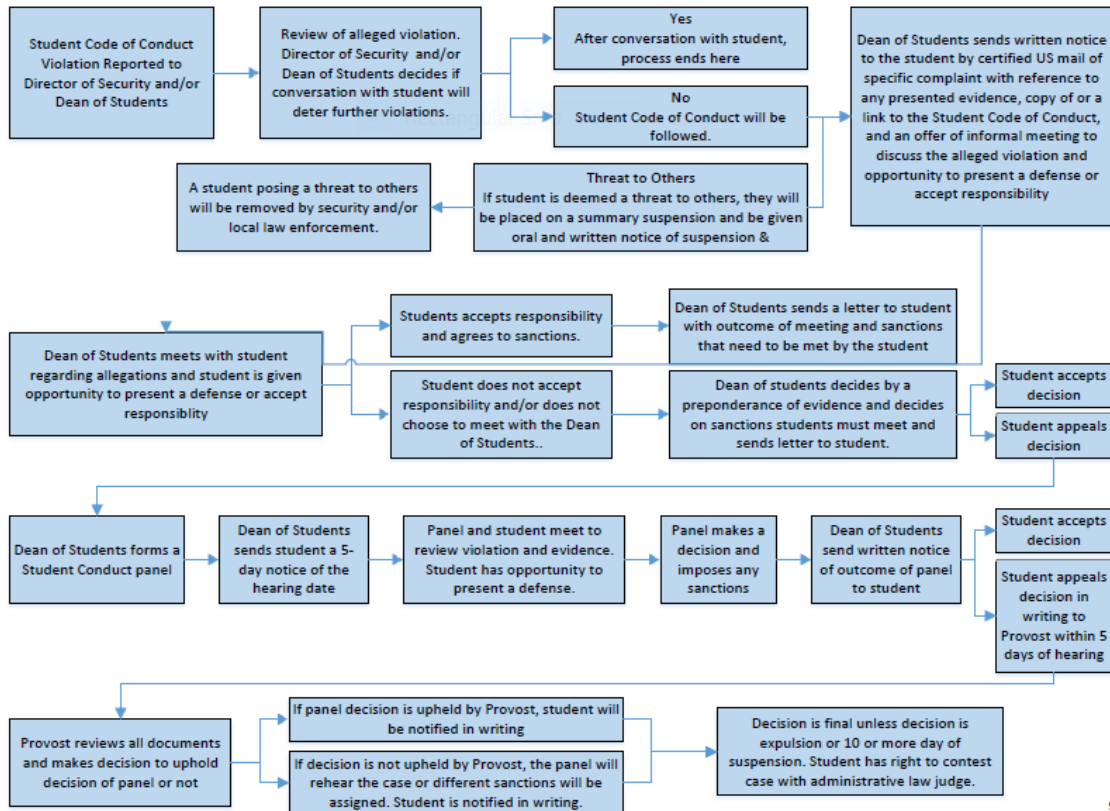 Student Code of Conduct
Violation Reported to
Director of Security and/or
Dean of Students
Review of alleged violation.
Director of Security and/or
Dean of Students decides if
conversation with student will
deter further violations.
Yes
After conversation with student,
process ends here
No
Student Code of Conduct will be
followed.
Dean of Students sends written notice
to the student by certified US mail of
specific complaint with reference to
any presented evidence, copy of or a
link to the Student Code of Conduct,
and an offer of informal meeting to
discuss the alleged violation and
opportunity to present a defense or
accept responsibility
Threat to Others
If student is deemed a threat to others, they will
be placed on a summary suspension and be given
oral and written notice of suspension &
A student posing a threat to others
will be removed by security and/or
local law enforcement.
Dean of Students meets with student
regarding allegations and student is given
opportunity to present a defense or accept
responsiblity
Students accepts responsibility
and agrees to sanctions.
Dean of Students sends a letter to student
with outcome of meeting and sanctions
that need to be met by the student
Student does not accept
responsibility and/or does not
choose to meet with the Dean
of Students..
Dean of students decides by a
preponderance of evidence and decides
on sanctions students must meet and
sends letter to student.
Student accepts
decision
Student appeals
decision
Dean of Students forms a
Student Conduct panel
Dean of Students
sends student a 5-
day notice of the
hearing date
Panel and student meet to
review violation and evidence.
Student has opportunity to
present a defense.
Panel makes a
decision and
imposes any
sanctions
Dean of Students
send written notice
of outcome of panel
to student
Student accepts
decision
Student appeals
decision in
writing to
Provost within 5
days of hearing
Provost reviews all documents
and makes decision to uphold
decision of panel or not
If panel decision is upheld by Provost, student will
be notified in writing
If decision is not upheld by Provost, the panel will
rehear the case or different sanctions will be
assigned. Student is notified in writing.
Decision is final unless decision is
expulsion or 10 or more day of
suspension. Student has right to contest
case with administrative law judge.